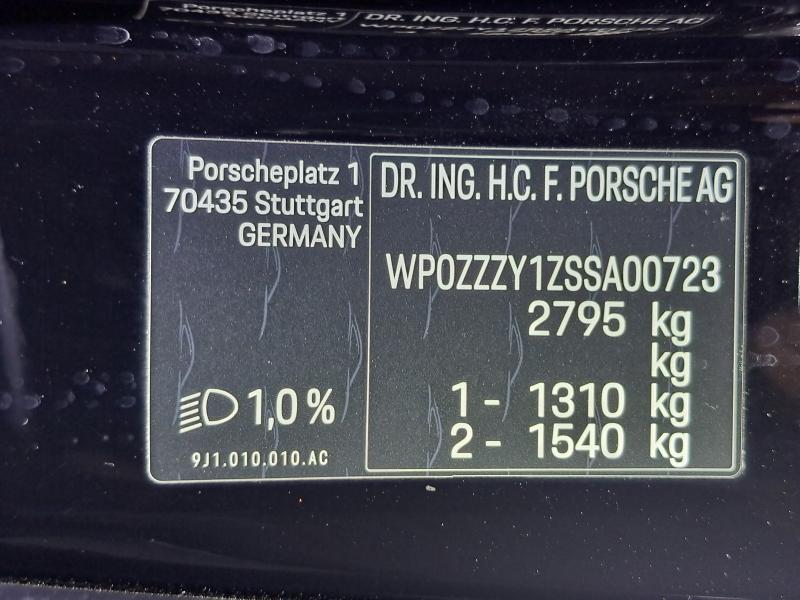 Porscheplatz 1
70435 Stuttgart
GERMANY
1,0 %
9J1.010.010.AC
DR. ING. H.C. F. PORSCHE AG
WP0ZZZY1ZSSA00723
2795 kg
kg
1 - 1310 kg
2 - 1540 kg